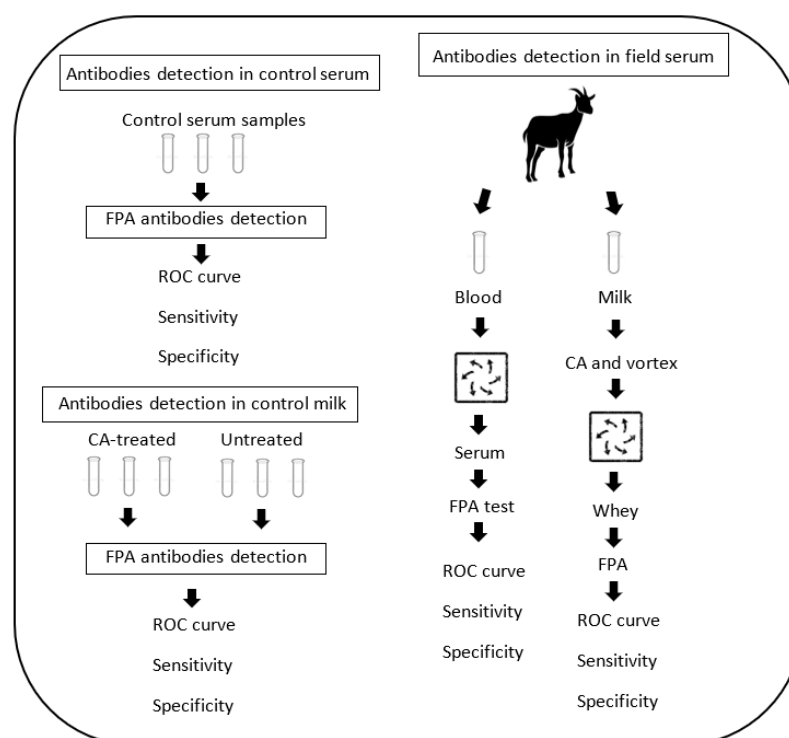 Antibodies detection in control serum
Control serum samples
FPA antibodies detection
ROC curve
Sensitivity
Specificity
Antibodies detection in control milk
CA-treated
Untreated
FPA antibodies detection
ROC curve
Sensitivity
Specificity
Antibodies detection in field serum
Blood
Serum
FPA test
ROC curve
Sensitivity
Specificity
Milk
CA and vortex
Whey
FPA
ROC curve
Sensitivity
Specificity